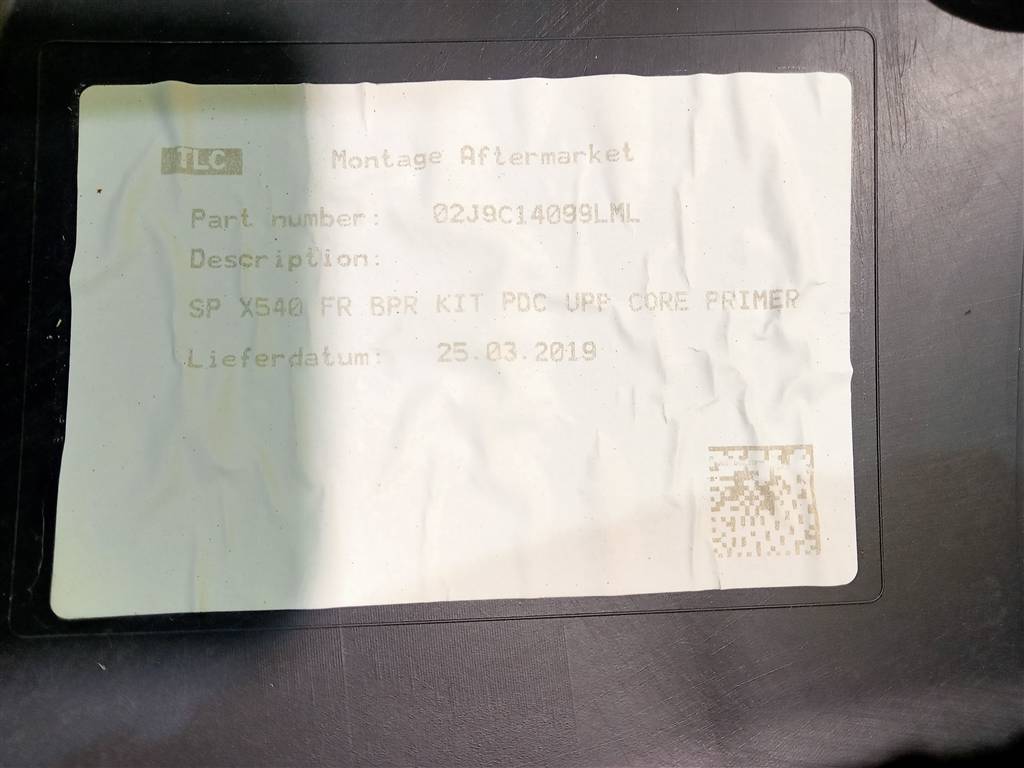 TLC Montage Aftermarket
Part number: 02J9C14099LML
Description:
SP X540 FR BPR KIT PDC UPP CORE PRIMER
Lieferdatum: 25.03.2019